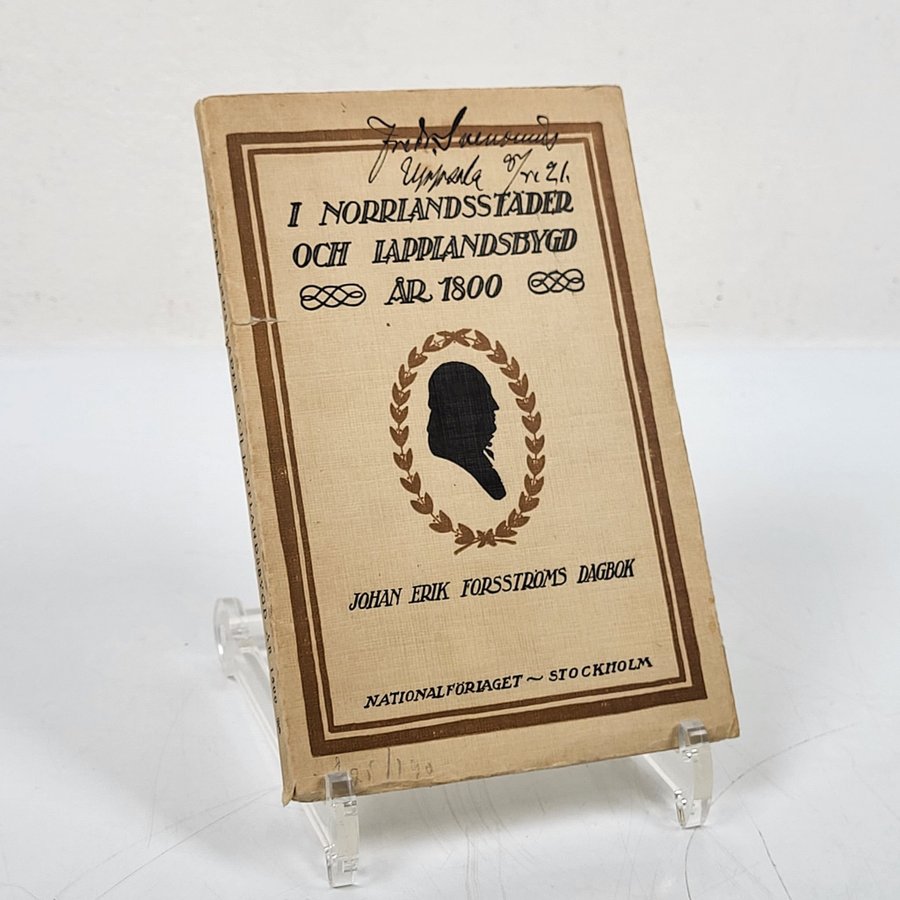 Uppsala
I NORRLANDSSTÄDER
OCH LAPPLANDSBYGD
ÅR 1800
JOHAN ERIK FORSSTRÖMS DAGBOK
NATIONALFÖRLAGET ~ STOCKHOLM